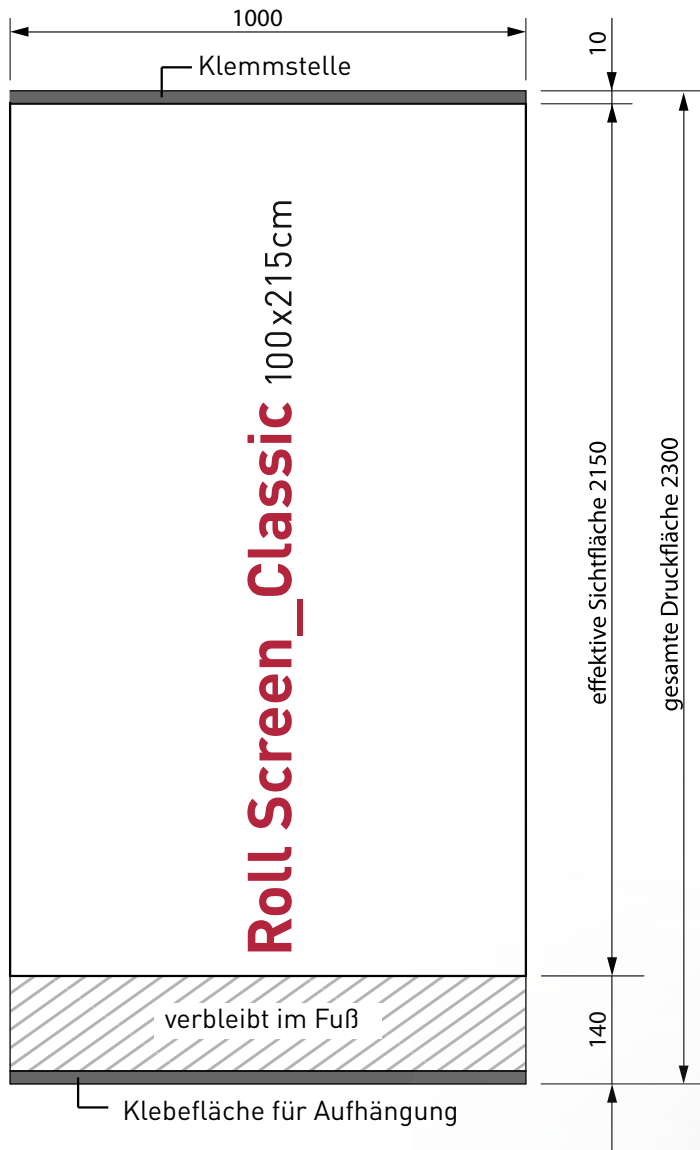 1000
10
Klemmstelle
Roll Screen_Classic 100x215cm
effektive Sichtfläche 2150
gesamte Druckfläche 2300
verbleibt im Fuß
140
Klebefläche für Aufhängung